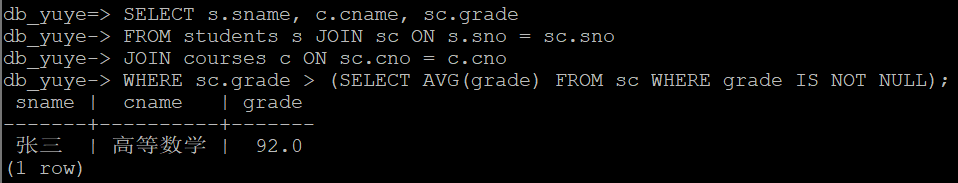 db_yuye=> SELECT s.sname, c.cname, sc.grade
db_yuye-> FROM students s JOIN sc ON s.sno = sc.sno
db_yuye-> JOIN courses c ON sc.cno = c.cno
db_yuye-> WHERE sc.grade > (SELECT AVG(grade) FROM sc WHERE grade IS NOT NULL);
 sname |  cname   | grade
-------+----------+-------
 张三  | 高等数学 |  92.0
(1 row)